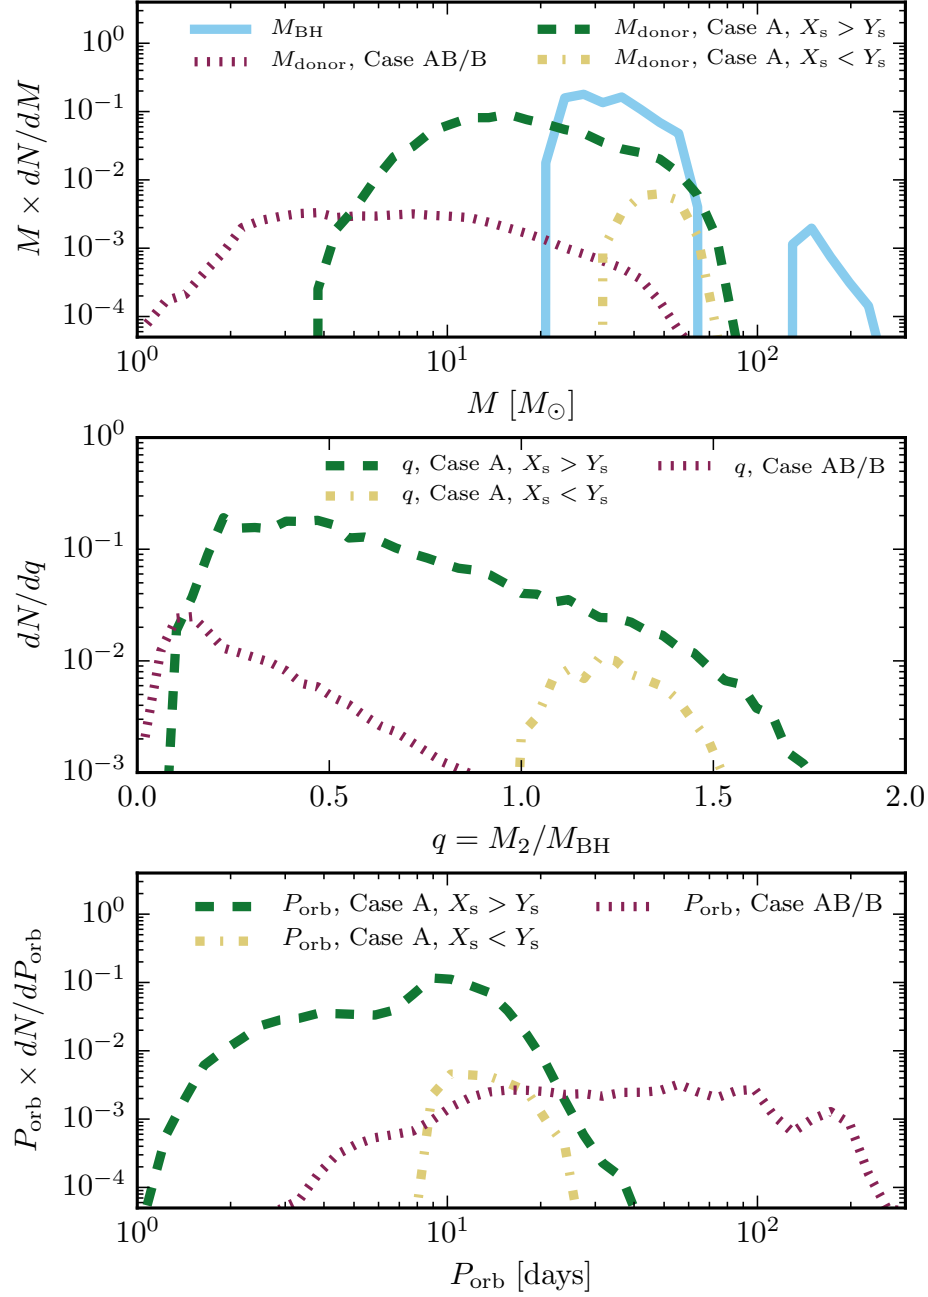 M_BH
M_donor, Case AB/B
M_donor, Case A, X_s > Y_s
M_donor, Case A, X_s < Y_s
10^0
10^−1
10^−2
10^−3
10^−4
M × dN/dM
10^0 10^1 10^2
M [M_⊙]
q, Case A, X_s > Y_s
q, Case A, X_s < Y_s
q, Case AB/B
10^0
10^−1
10^−2
10^−3
dN/dq
0.0 0.5 1.0 1.5 2.0
q = M_2/M_BH
P_orb, Case A, X_s > Y_s
P_orb, Case A, X_s < Y_s
P_orb, Case AB/B
10^0
10^−1
10^−2
10^−3
10^−4
P_orb × dN/dP_orb
10^0 10^1 10^2
P_orb [days]